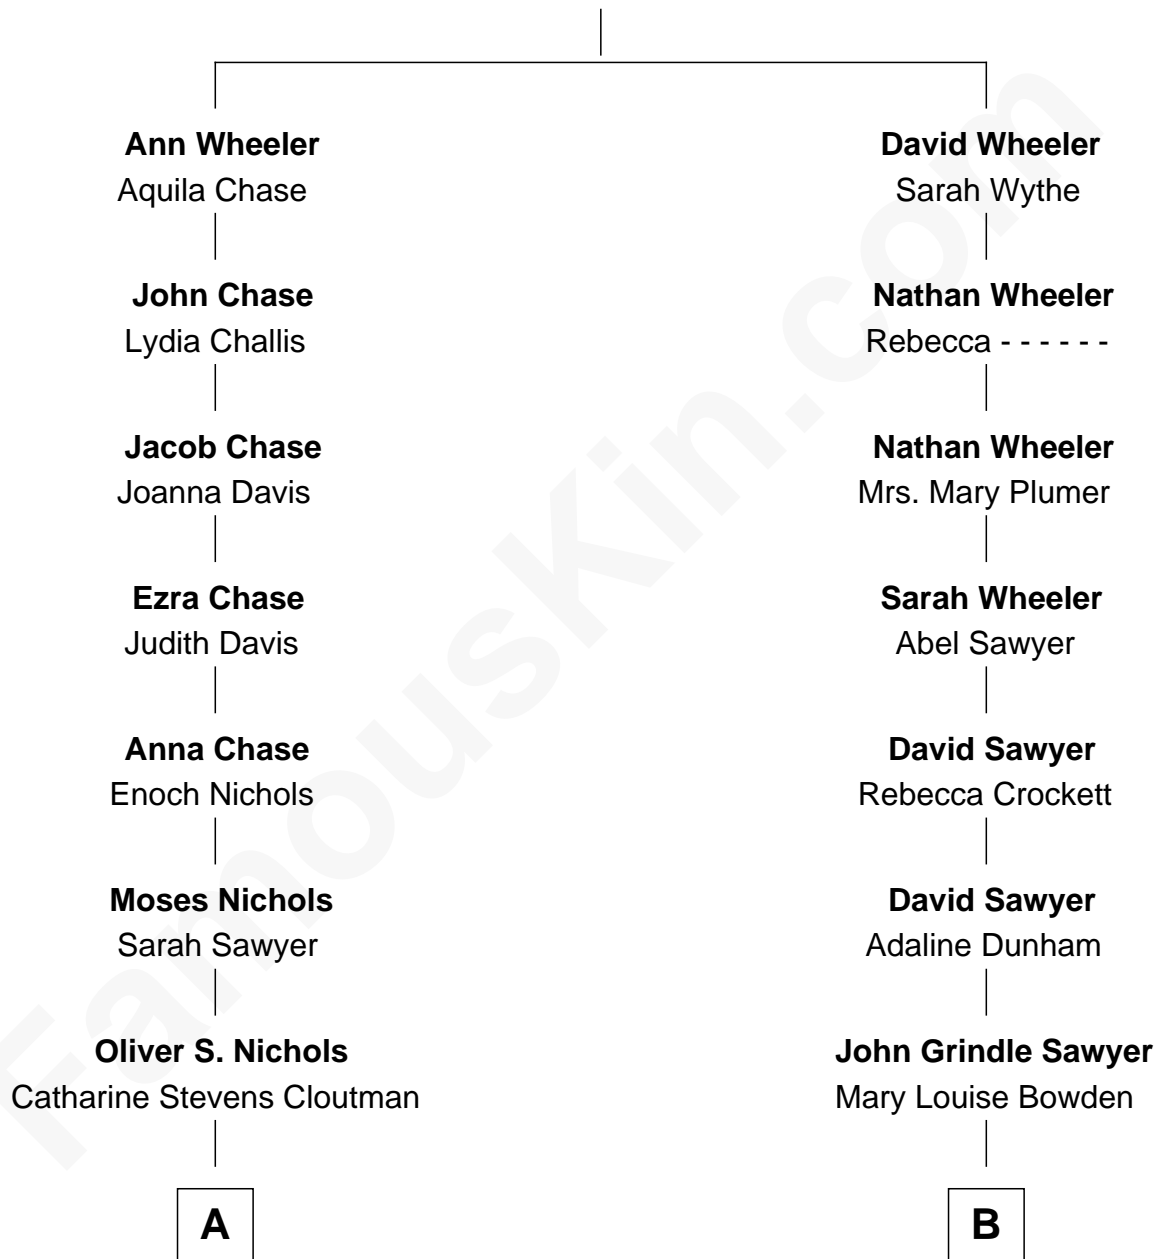 Ann Wheeler
Aquila Chase
John Chase
Lydia Challis
Jacob Chase
Joanna Davis
Ezra Chase
Judith Davis
Anna Chase
Enoch Nichols
Moses Nichols
Sarah Sawyer
Oliver S. Nichols
Catharine Stevens Cloutman
A
David Wheeler
Sarah Wythe
Nathan Wheeler
Rebecca - - - - - -
Nathan Wheeler
Mrs. Mary Plumer
Sarah Wheeler
Abel Sawyer
David Sawyer
Rebecca Crockett
David Sawyer
Adaline Dunham
John Grindle Sawyer
Mary Louise Bowden
B
FamousKin.com